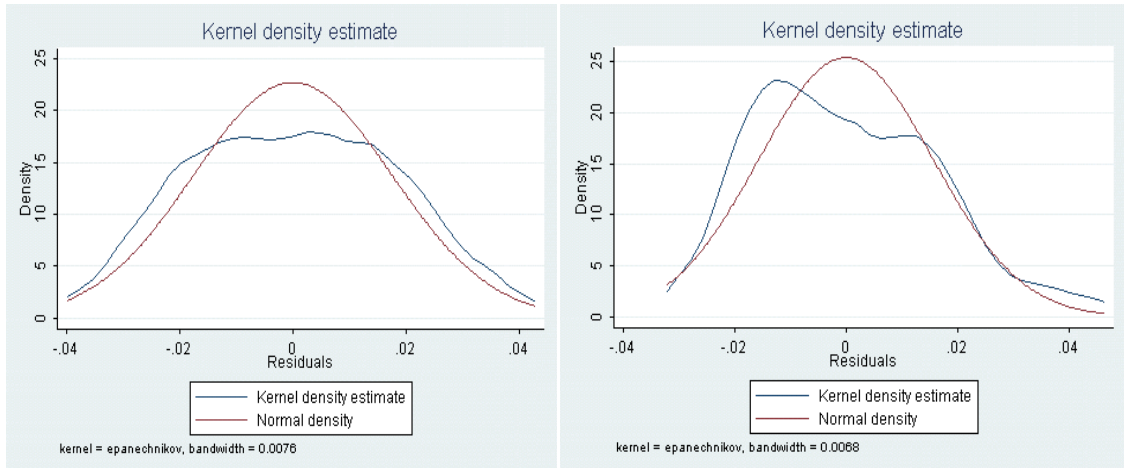 Kernel density estimate
25
20
15
10
5
0
Density
-.04 -.02 0 .02 .04
Residuals
Kernel density estimate
Normal density
kernel = epanechnikov, bandwidth = 0.0076
Kernel density estimate
25
20
15
10
5
0
Density
-.04 -.02 0 .02 .04
Residuals
Kernel density estimate
Normal density
kernel = epanechnikov, bandwidth = 0.0068